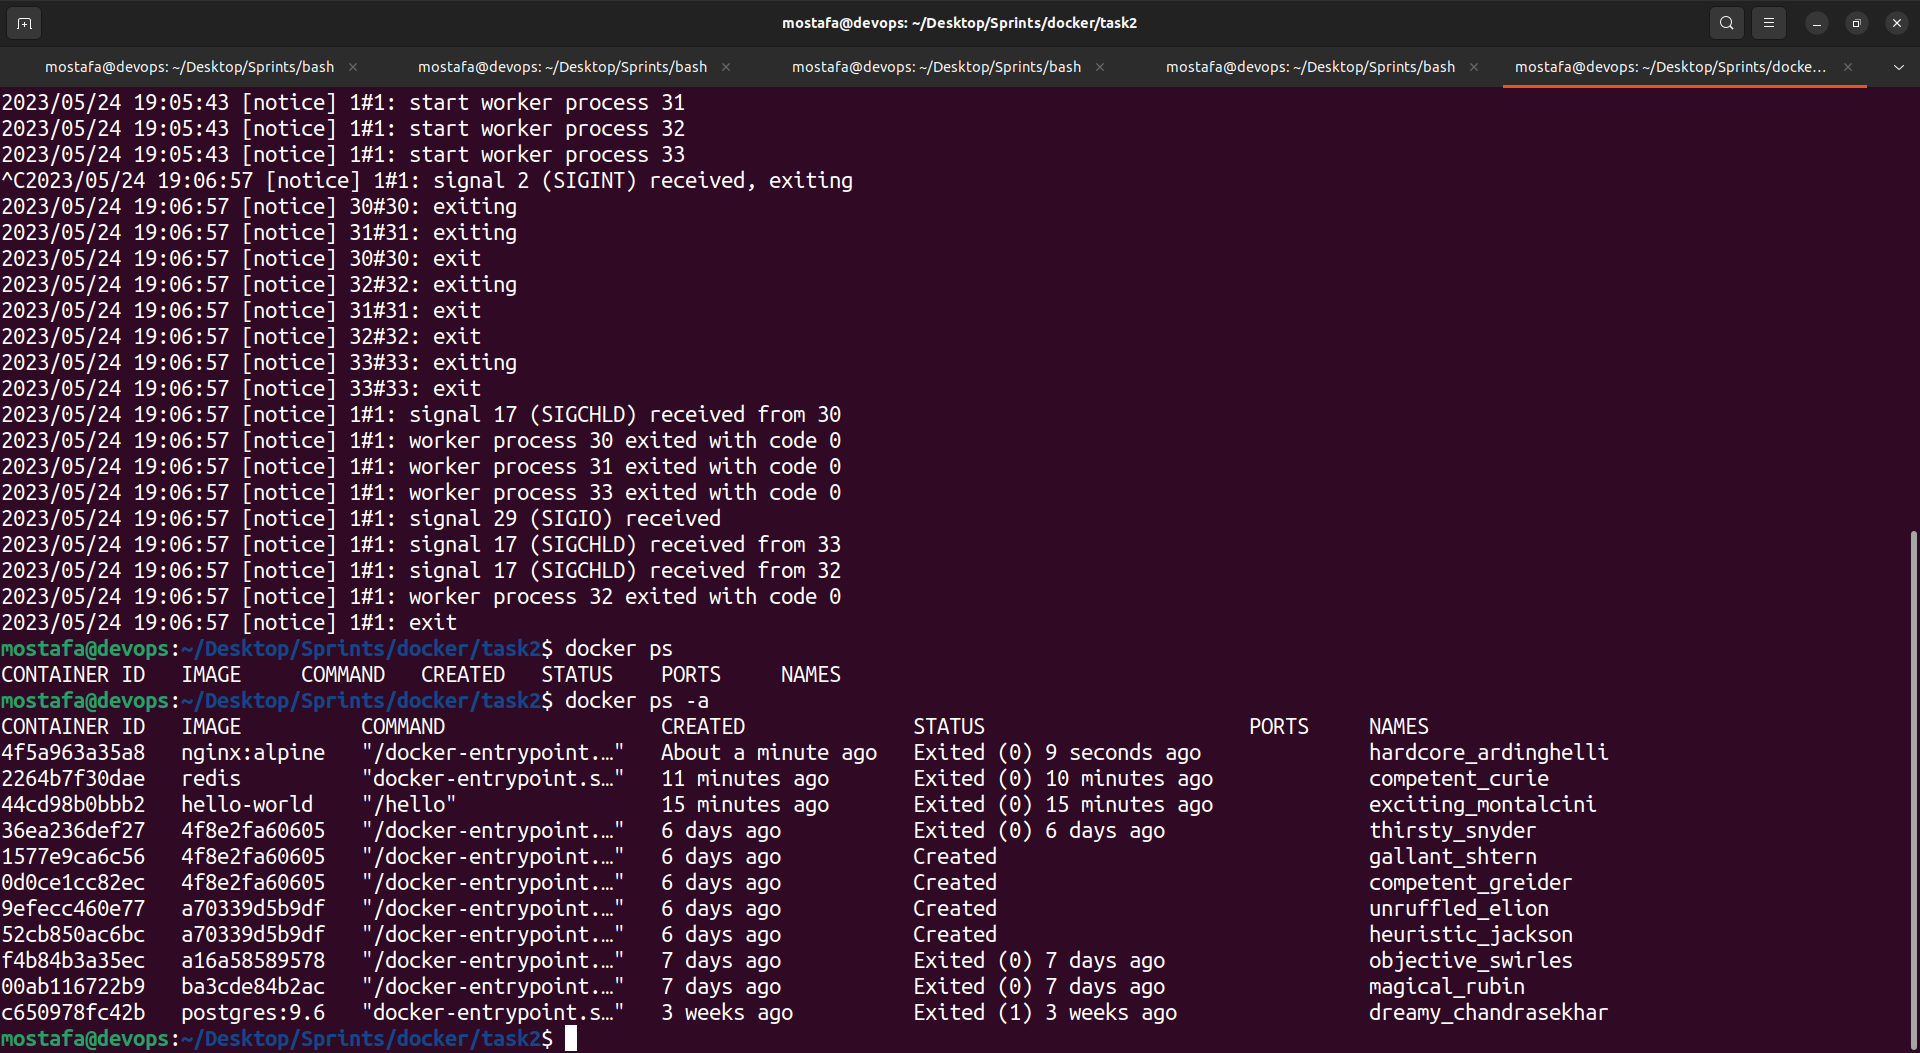 mostafa@devops: ~/Desktop/Sprints/docker/task2
mostafa@devops: ~/Desktop/Sprints/bash × mostafa@devops: ~/Desktop/Sprints/bash × mostafa@devops: ~/Desktop/Sprints/bash × mostafa@devops: ~/Desktop/Sprints/bash × mostafa@devops: ~/Desktop/Sprints/docke... ×
2023/05/24 19:05:43 [notice] 1#1: start worker process 31
2023/05/24 19:05:43 [notice] 1#1: start worker process 32
2023/05/24 19:05:43 [notice] 1#1: start worker process 33
^C2023/05/24 19:06:57 [notice] 1#1: signal 2 (SIGINT) received, exiting
2023/05/24 19:06:57 [notice] 30#30: exiting
2023/05/24 19:06:57 [notice] 31#31: exiting
2023/05/24 19:06:57 [notice] 30#30: exit
2023/05/24 19:06:57 [notice] 32#32: exiting
2023/05/24 19:06:57 [notice] 31#31: exit
2023/05/24 19:06:57 [notice] 32#32: exit
2023/05/24 19:06:57 [notice] 33#33: exiting
2023/05/24 19:06:57 [notice] 33#33: exit
2023/05/24 19:06:57 [notice] 1#1: signal 17 (SIGCHLD) received from 30
2023/05/24 19:06:57 [notice] 1#1: worker process 30 exited with code 0
2023/05/24 19:06:57 [notice] 1#1: worker process 31 exited with code 0
2023/05/24 19:06:57 [notice] 1#1: worker process 33 exited with code 0
2023/05/24 19:06:57 [notice] 1#1: signal 29 (SIGIO) received
2023/05/24 19:06:57 [notice] 1#1: signal 17 (SIGCHLD) received from 33
2023/05/24 19:06:57 [notice] 1#1: signal 17 (SIGCHLD) received from 32
2023/05/24 19:06:57 [notice] 1#1: worker process 32 exited with code 0
2023/05/24 19:06:57 [notice] 1#1: exit
mostafa@devops:~/Desktop/Sprints/docker/task2$ docker ps
CONTAINER ID   IMAGE     COMMAND   CREATED   STATUS    PORTS     NAMES
mostafa@devops:~/Desktop/Sprints/docker/task2$ docker ps -a
CONTAINER ID   IMAGE          COMMAND                  CREATED              STATUS                      PORTS     NAMES
4f5a963a35a8   nginx:alpine   "/docker-entrypoint.…"   About a minute ago   Exited (0) 9 seconds ago              hardcore_ardinghelli
2264b7f30dae   redis          "docker-entrypoint.s…"   11 minutes ago       Exited (0) 10 minutes ago             competent_curie
44cd98b0bbb2   hello-world    "/hello"                 15 minutes ago       Exited (0) 15 minutes ago             exciting_montalcini
36ea236def27   4f8e2fa60605   "/docker-entrypoint.…"   6 days ago           Exited (0) 6 days ago                 thirsty_snyder
1577e9ca6c56   4f8e2fa60605   "/docker-entrypoint.…"   6 days ago           Created                               gallant_shtern
0d0ce1cc82ec   4f8e2fa60605   "/docker-entrypoint.…"   6 days ago           Created                               competent_greider
9efecc460e77   a70339d5b9df   "/docker-entrypoint.…"   6 days ago           Created                               unruffled_elion
52cb850ac6bc   a70339d5b9df   "/docker-entrypoint.…"   6 days ago           Created                               heuristic_jackson
f4b84b3a35ec   a16a58589578   "/docker-entrypoint.…"   7 days ago           Exited (0) 7 days ago                 objective_swirles
00ab116722b9   ba3cde84b2ac   "/docker-entrypoint.…"   7 days ago           Exited (0) 7 days ago                 magical_rubin
c650978fc42b   postgres:9.6   "docker-entrypoint.s…"   3 weeks ago          Exited (1) 3 weeks ago                dreamy_chandrasekhar
mostafa@devops:~/Desktop/Sprints/docker/task2$